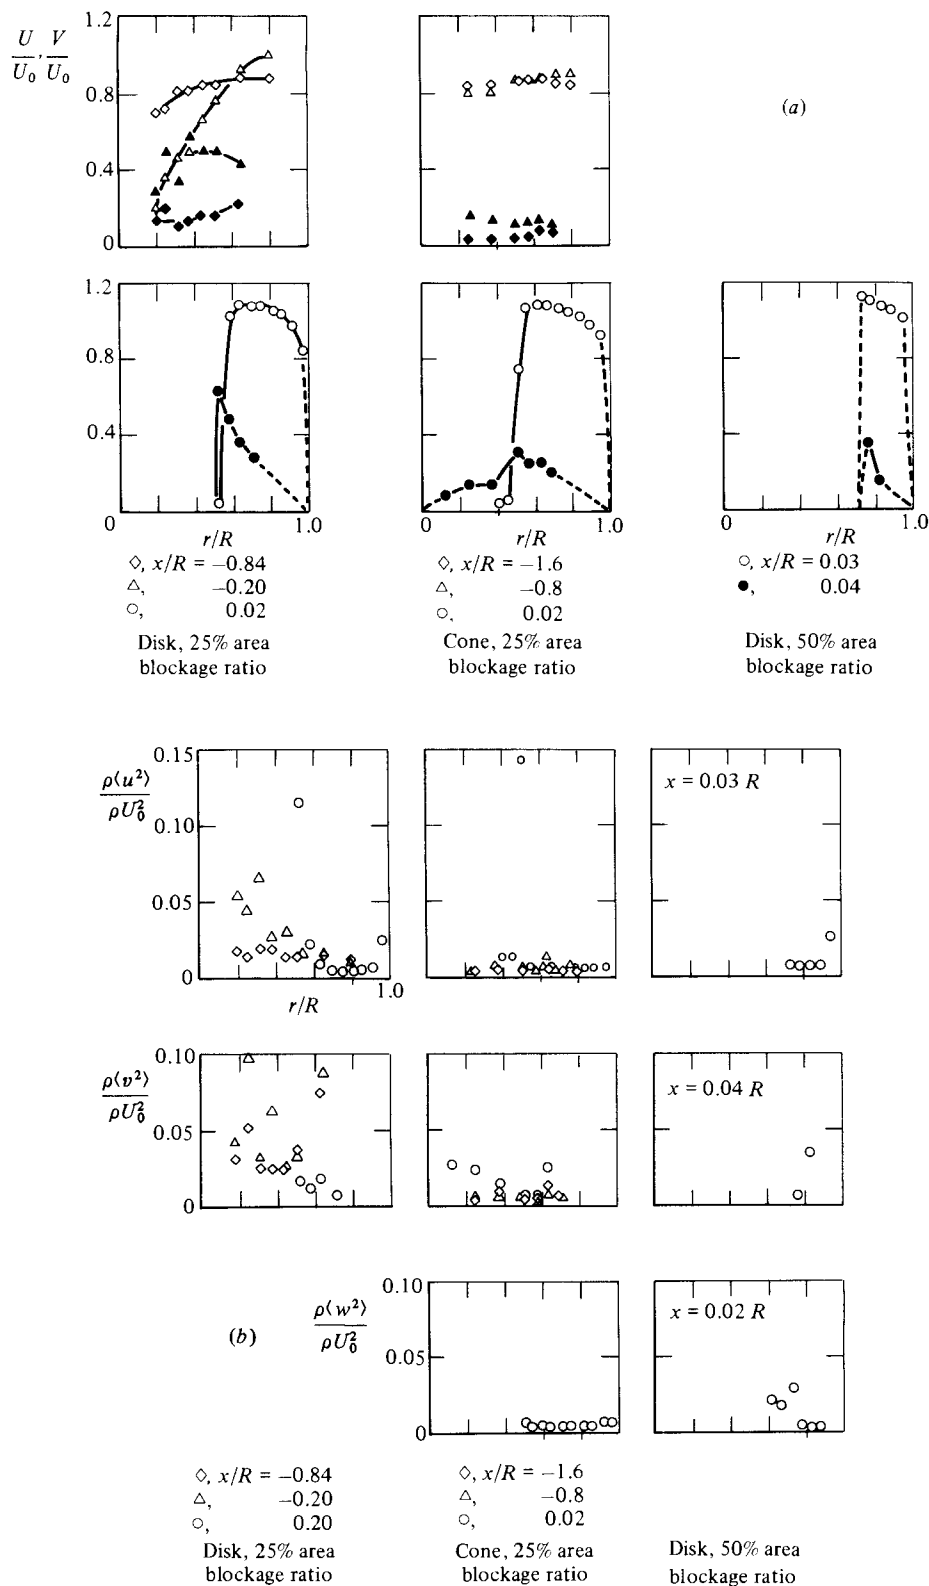 1.2
U/U₀, V/U₀
0.8
0.4
0
(a)
1.2
0.8
0.4
0 1.0
r/R
0 1.0
r/R
0 1.0
r/R
◇, x/R = −0.84
△, −0.20
○, 0.02
Disk, 25% area
blockage ratio
◇, x/R = −1.6
△, −0.8
○, 0.02
Cone, 25% area
blockage ratio
○, x/R = 0.03
●, 0.04
Disk, 50% area
blockage ratio
0.15
ρ⟨u²⟩/ρU₀²
0.10
0.05
0
1.0
r/R
x = 0.03 R
0.10
ρ⟨v²⟩/ρU₀²
0.05
0
x = 0.04 R
(b)
0.10
ρ⟨w²⟩/ρU₀²
0.05
x = 0.02 R
◇, x/R = −0.84
△, −0.20
○, 0.20
Disk, 25% area
blockage ratio
◇, x/R = −1.6
△, −0.8
○, 0.02
Cone, 25% area
blockage ratio
Disk, 50% area
blockage ratio